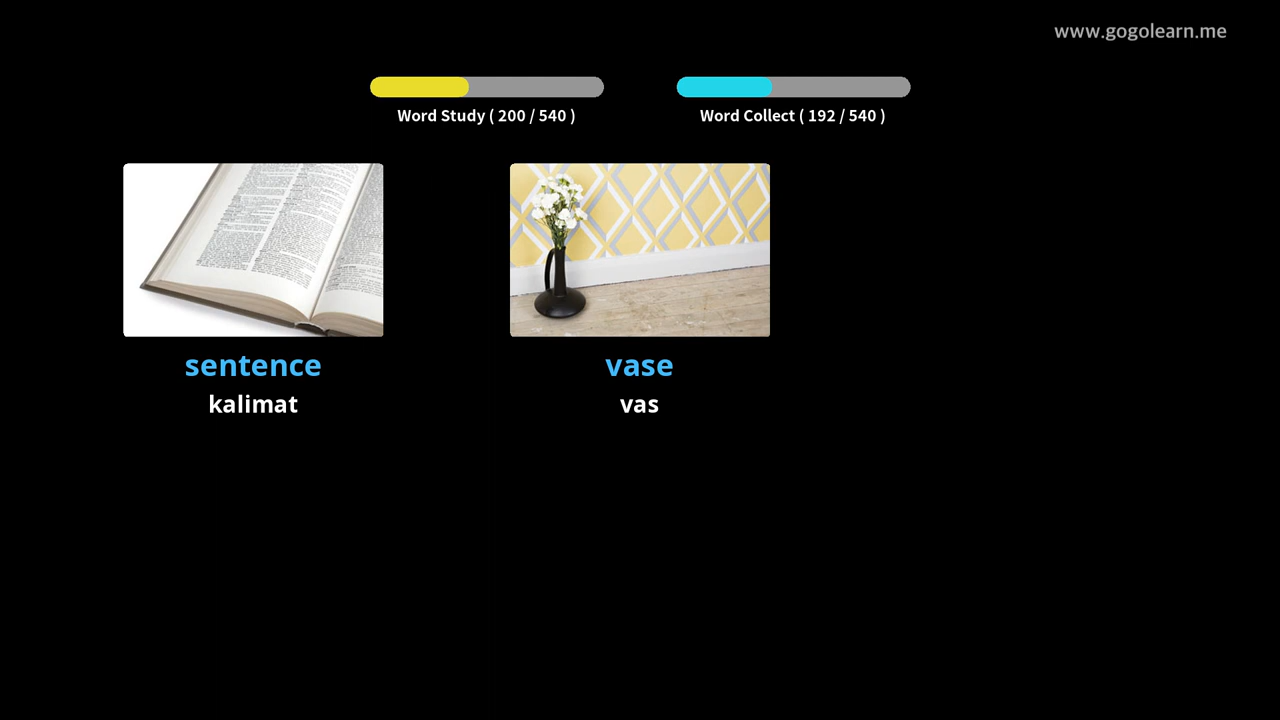 www.gogolearn.me
Word Study ( 200 / 540 )
Word Collect ( 192 / 540 )
sentence
kalimat
vase
vas